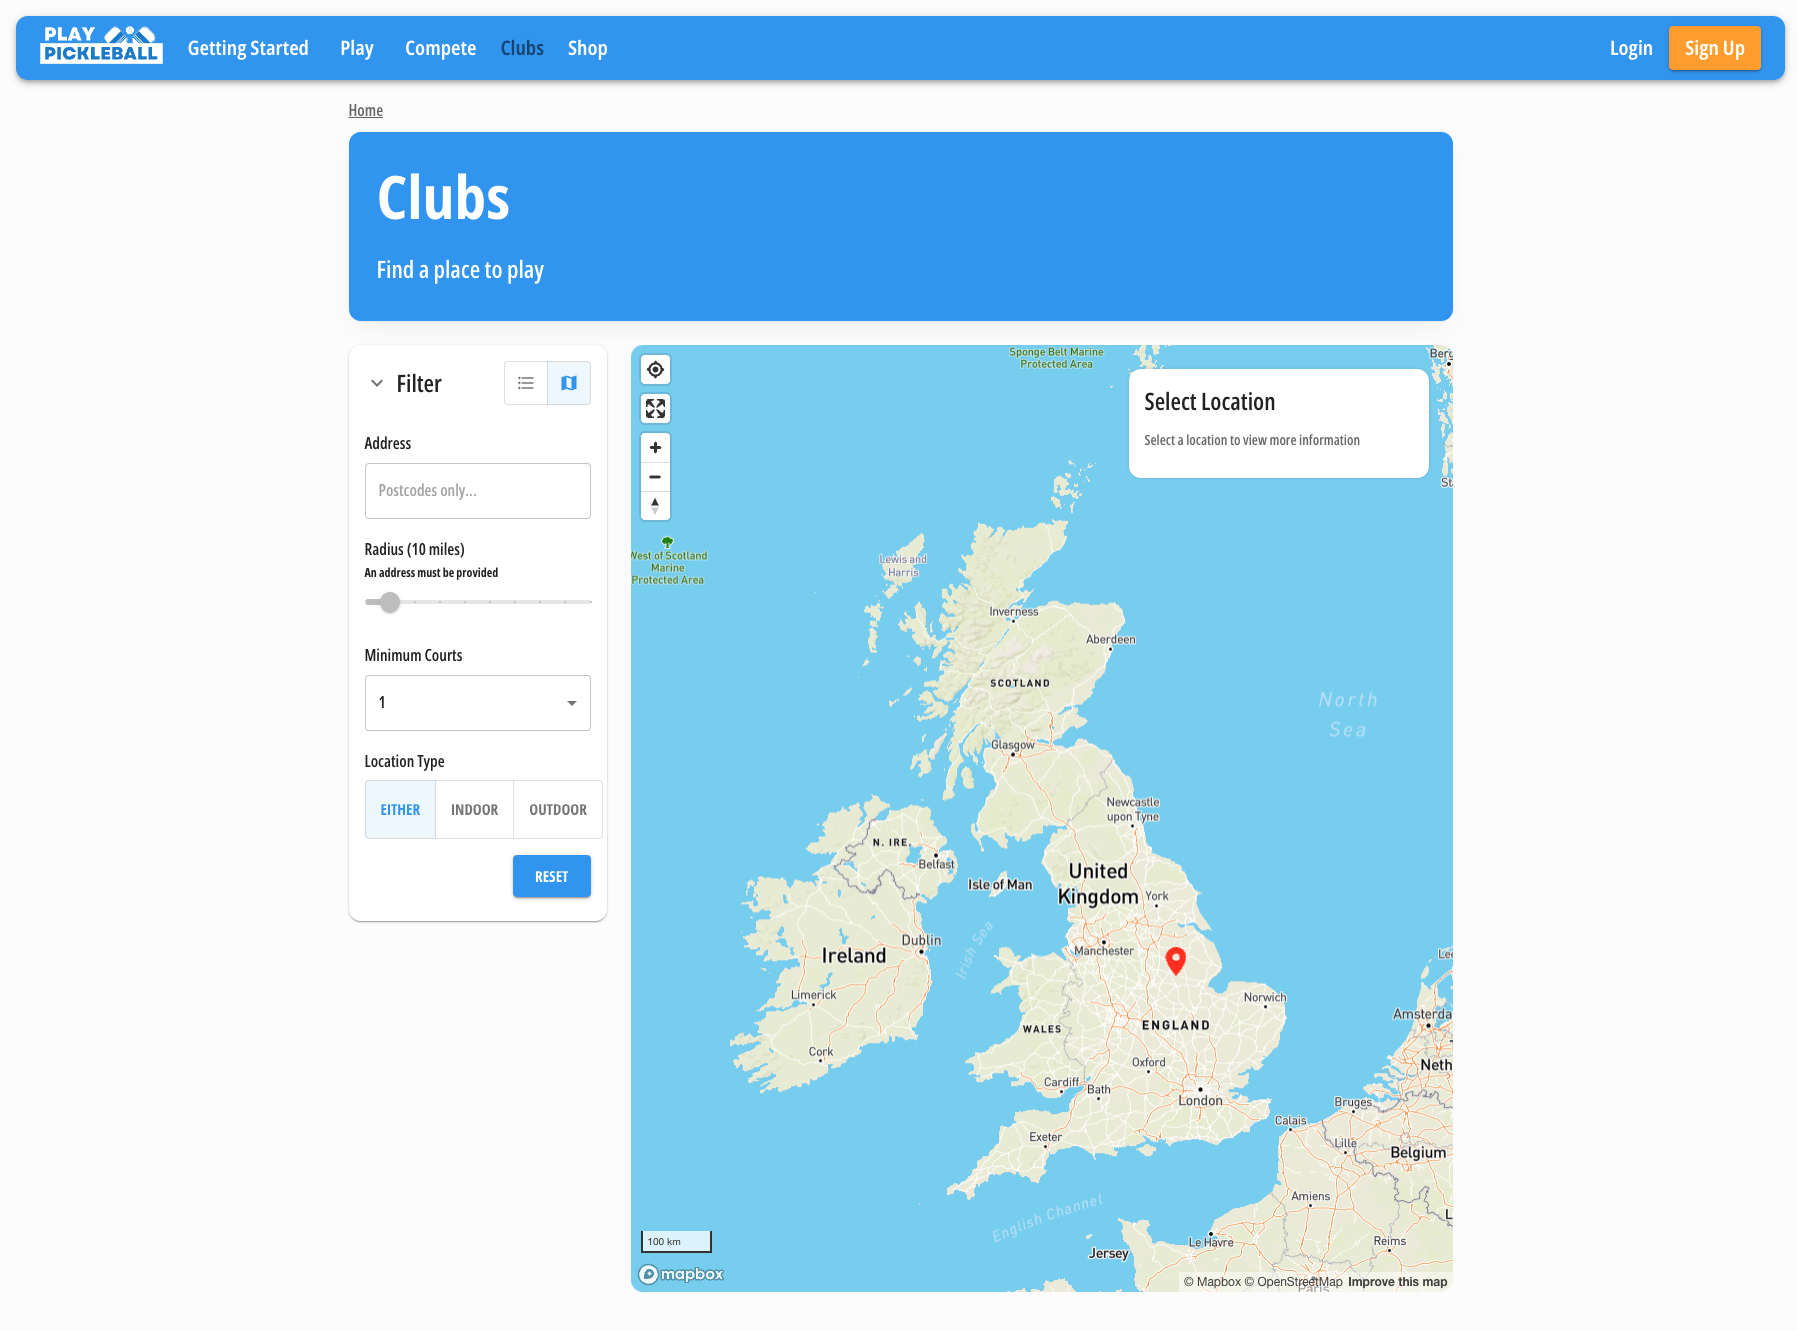 PLAY
PICKLEBALL
Getting Started
Play
Compete
Clubs
Shop
Login
Sign Up
Home
Clubs
Find a place to play
Filter
Address
Postcodes only...
Radius (10 miles)
An address must be provided
Minimum Courts
1
Location Type
EITHER
INDOOR
OUTDOOR
RESET
Sponge Belt Marine
Protected Area
Berg
Select Location
Select a location to view more information
St
West of Scotland
Marine
Protected Area
Lewis and
Harris
Inverness
Aberdeen
SCOTLAND
North
Sea
Glasgow
Newcastle
upon Tyne
N. IRE.
Belfast
Isle of Man
United
Kingdom
York
Irish Sea
Dublin
Ireland
Manchester
Lee
Limerick
Norwich
WALES
ENGLAND
Amsterda
Cork
Oxford
Neth
Cardiff
Bath
London
Bruges
Calais
Exeter
Lille
Belgium
Amiens
English Channel
L
Le Havre
Reims
Jersey
100 km
mapbox
© Mapbox © OpenStreetMap Improve this map
Paris